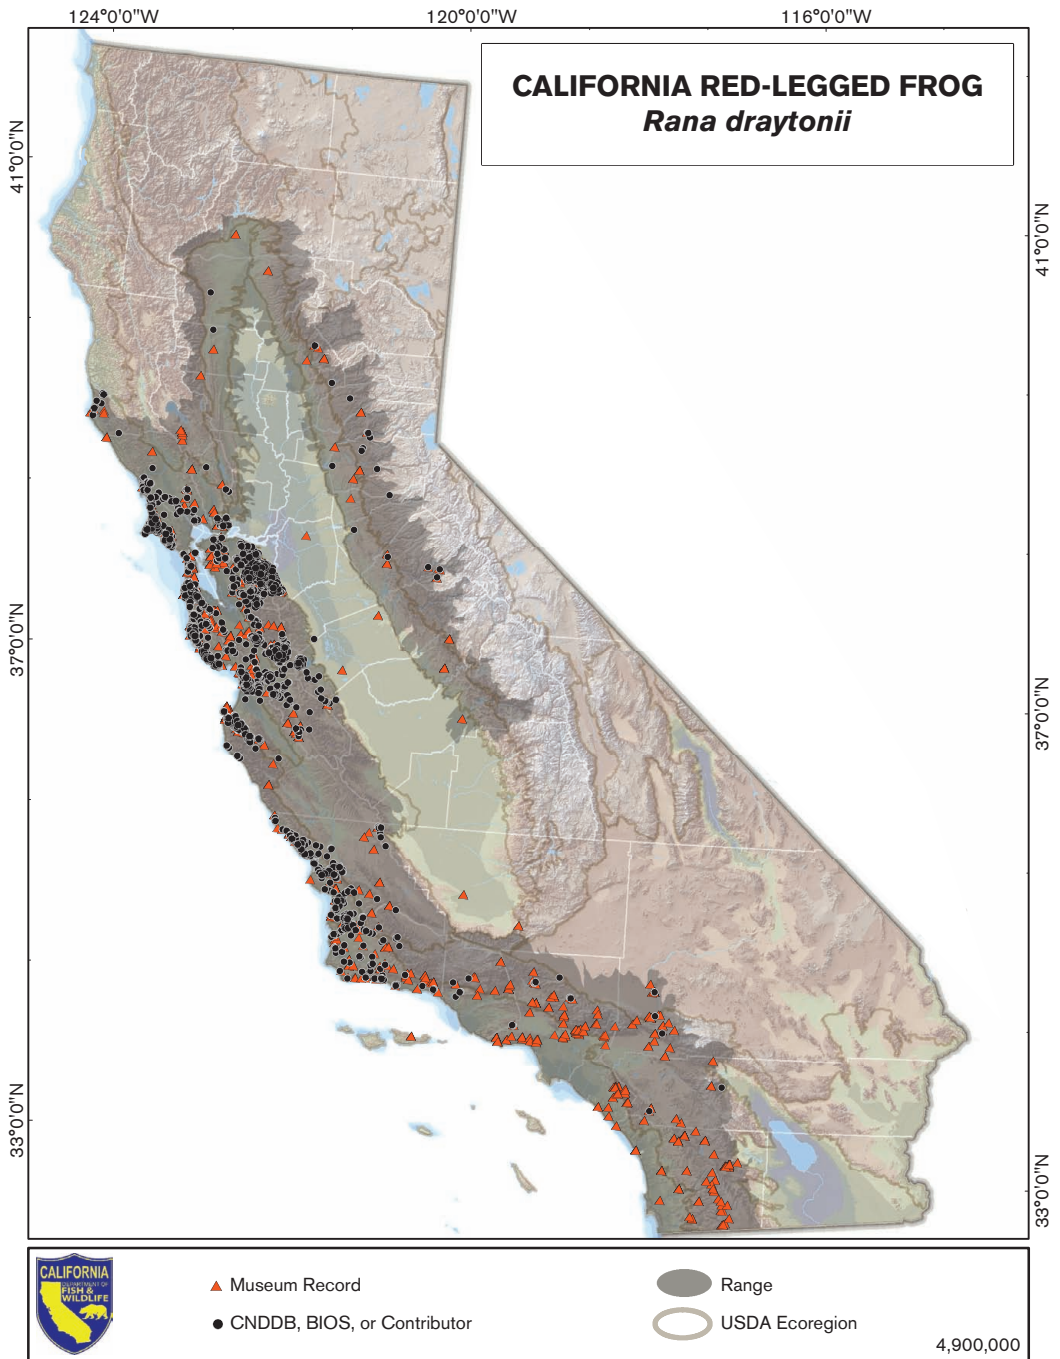 124°0'0"W 120°0'0"W 116°0'0"W
CALIFORNIA RED-LEGGED FROG
Rana draytonii
41°0'0"N
41°0'0"N
37°0'0"N
37°0'0"N
33°0'0"N
33°0'0"N
CALIFORNIA
DEPARTMENT OF
FISH &
WILDLIFE
Museum Record
Range
CNDDB, BIOS, or Contributor
USDA Ecoregion
4,900,000